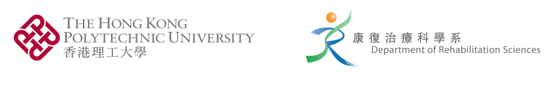 THE HONG KONG
POLYTECHNIC UNIVERSITY
香港理工大學
康復治療科學系
Department of Rehabilitation Sciences